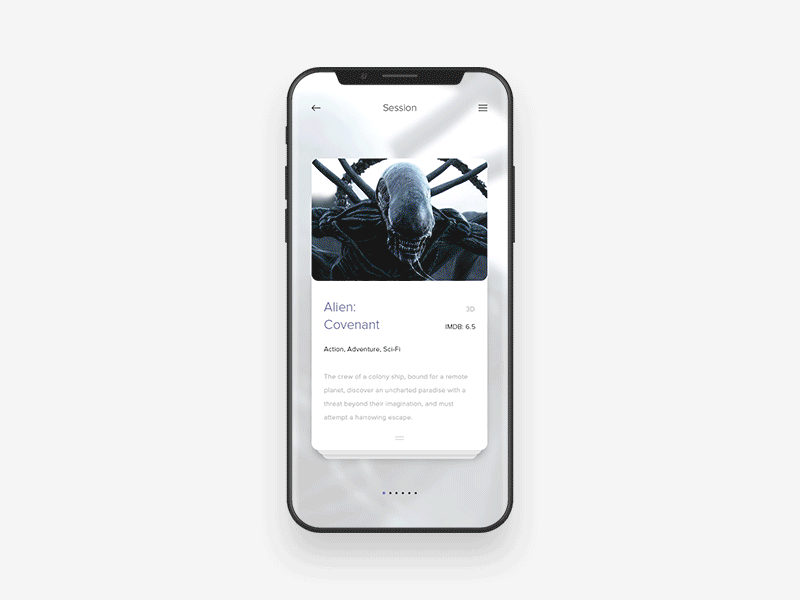 Session
Alien:
Covenant
3D
IMDB: 6.5
Action, Adventure, Sci-Fi
The crew of a colony ship, bound for a remote
planet, discover an uncharted paradise with a
threat beyond their imagination, and must
attempt a harrowing escape.